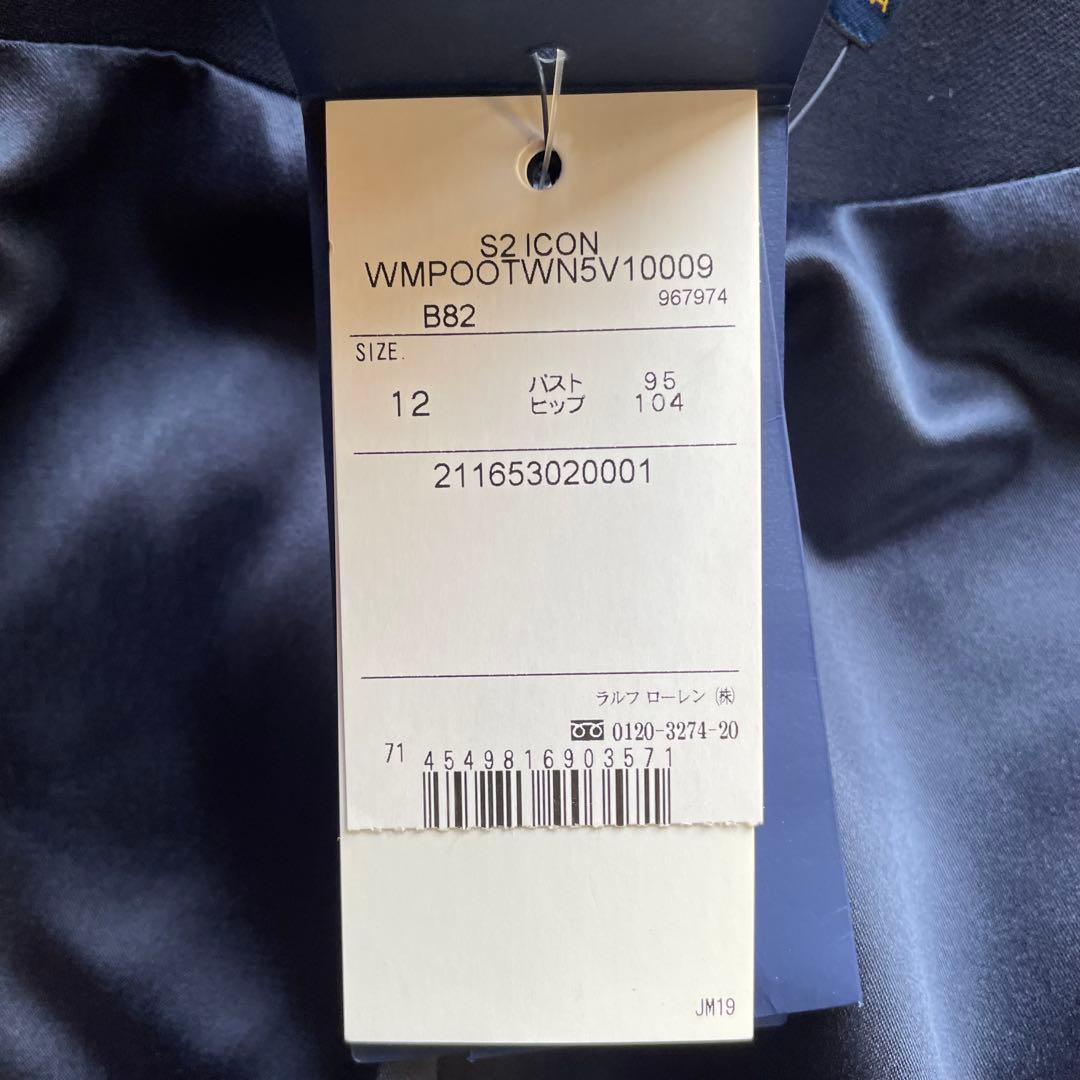 S2 ICON
WMPOOTWN5V10009
967974
B82
SIZE.
12
バスト 95
ヒップ 104
211653020001
ラルフ ローレン ㈱
0120-3274-20
71 4549816903571
JM19